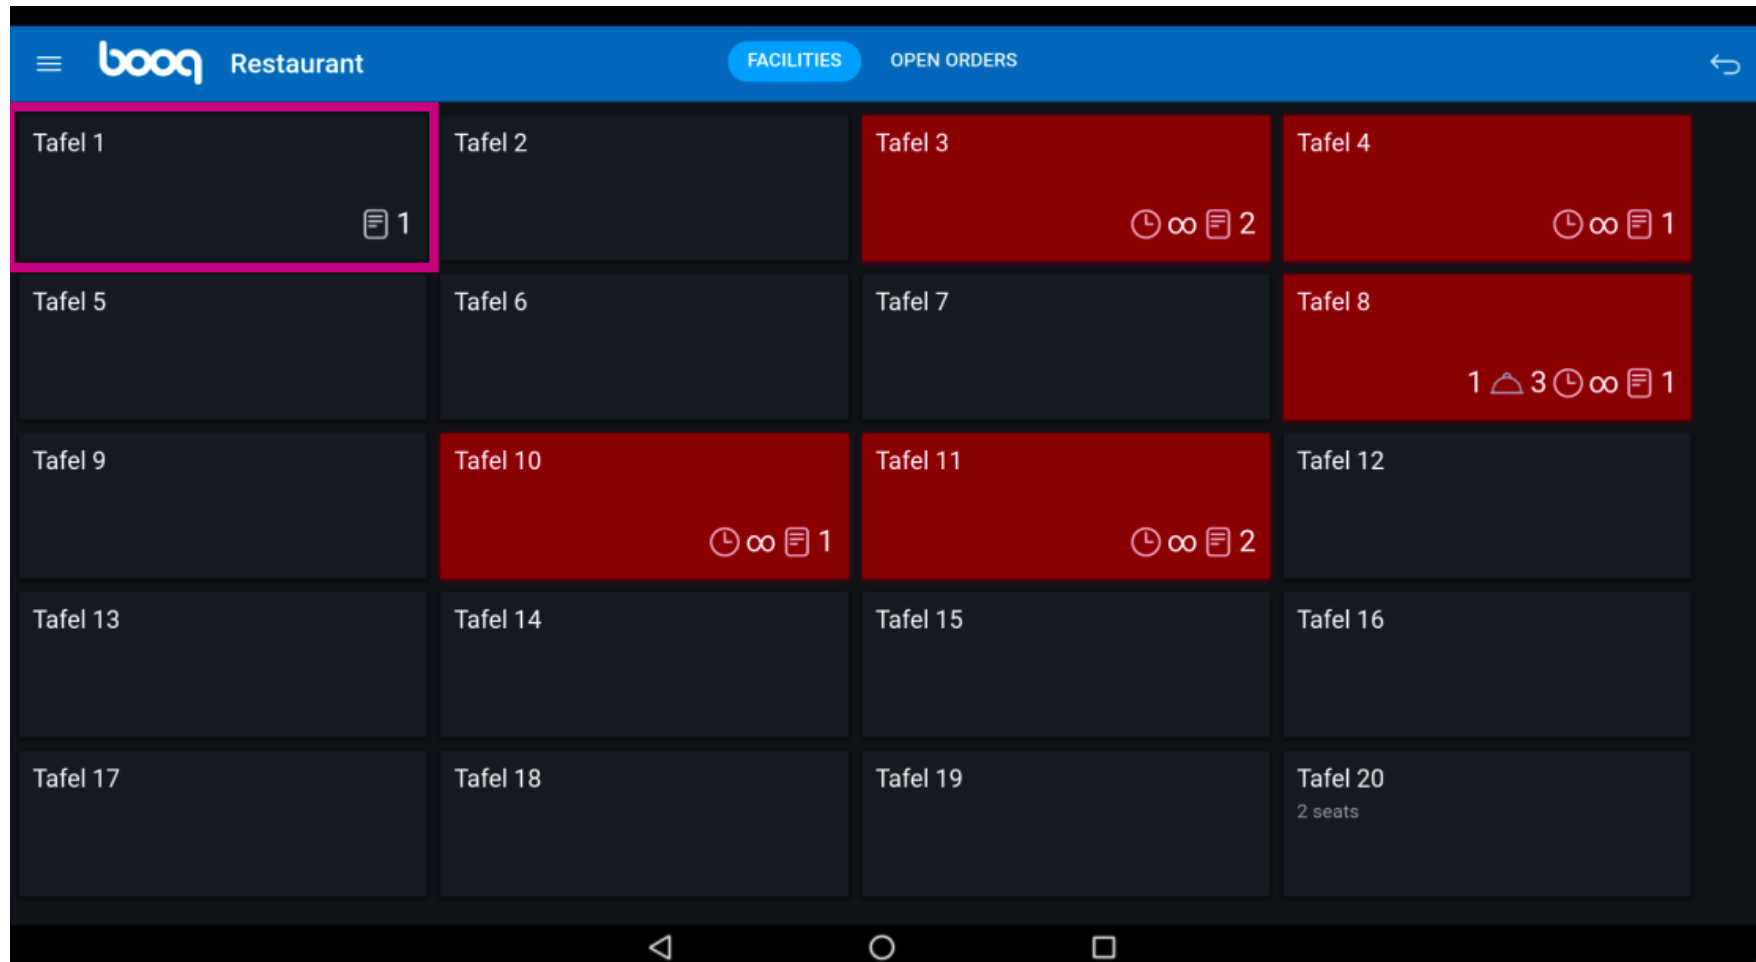 booq Restaurant FACILITIES OPEN ORDERS
Tafel 1
1
Tafel 2
Tafel 3
∞ 2
Tafel 4
∞ 1
Tafel 5
Tafel 6
Tafel 7
Tafel 8
1 3 ∞ 1
Tafel 9
Tafel 10
∞ 1
Tafel 11
∞ 2
Tafel 12
Tafel 13
Tafel 14
Tafel 15
Tafel 16
Tafel 17
Tafel 18
Tafel 19
Tafel 20
2 seats